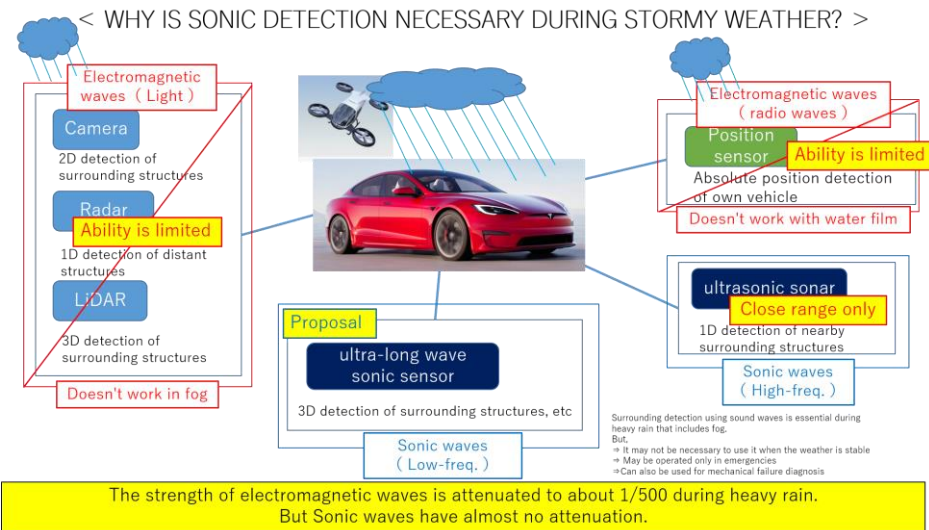 < WHY IS SONIC DETECTION NECESSARY DURING STORMY WEATHER? >
Electromagnetic
waves ( Light )
Camera
2D detection of
surrounding structures
Radar
Ability is limited
1D detection of distant
structures
LiDAR
3D detection of
surrounding structures
Doesn't work in fog
Electromagnetic waves
( radio waves )
Position
sensor
Ability is limited
Absolute position detection
of own vehicle
Doesn't work with water film
ultrasonic sonar
Close range only
1D detection of nearby
surrounding structures
Sonic waves
( High-freq. )
Proposal
ultra-long wave
sonic sensor
3D detection of surrounding structures, etc
Sonic waves
( Low-freq. )
Surrounding detection using sound waves is essential during
heavy rain that includes fog.
But,
⇒ It may not be necessary to use it when the weather is stable
⇒ May be operated only in emergencies
⇒Can also be used for mechanical failure diagnosis
The strength of electromagnetic waves is attenuated to about 1/500 during heavy rain.
But Sonic waves have almost no attenuation.